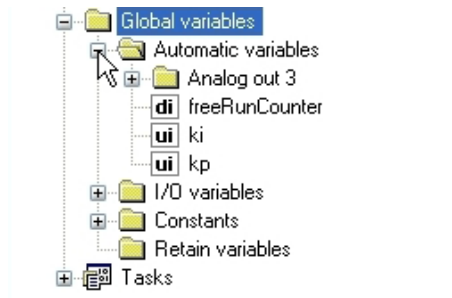 Global variables
Automatic variables
Analog out 3
di freeRunCounter
ui ki
ui kp
I/O variables
Constants
Retain variables
Tasks